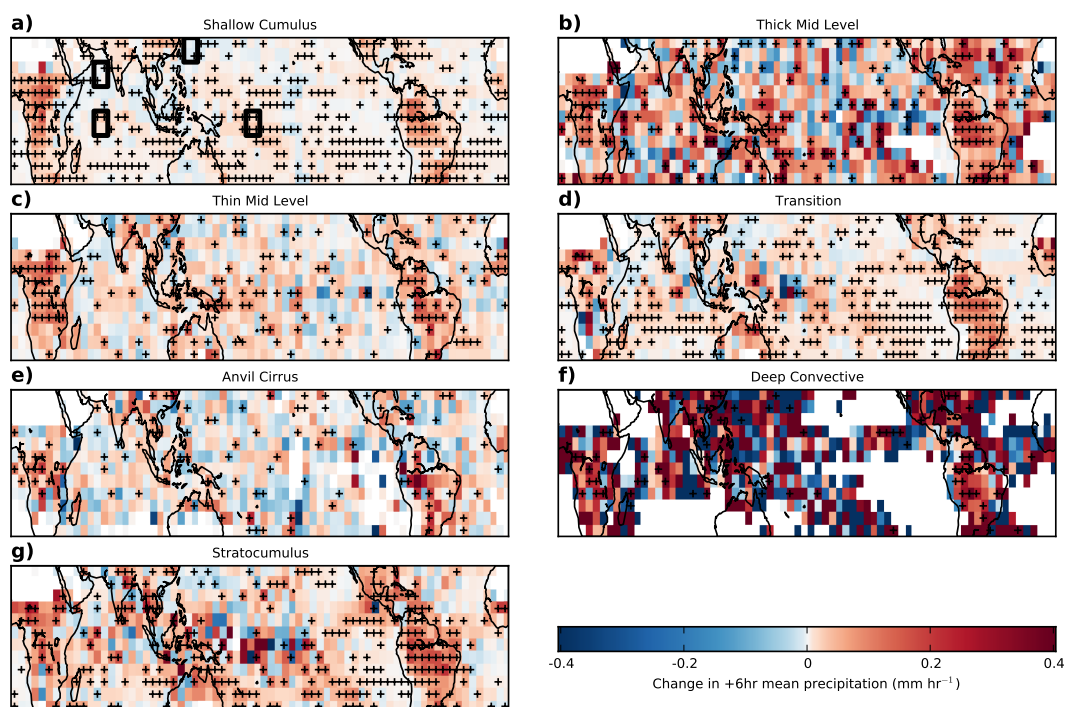 a)
Shallow Cumulus
b)
Thick Mid Level
c)
Thin Mid Level
d)
Transition
e)
Anvil Cirrus
f)
Deep Convective
g)
Stratocumulus
-0.4 -0.2 0 0.2 0.4
Change in +6hr mean precipitation (mm hr⁻¹)